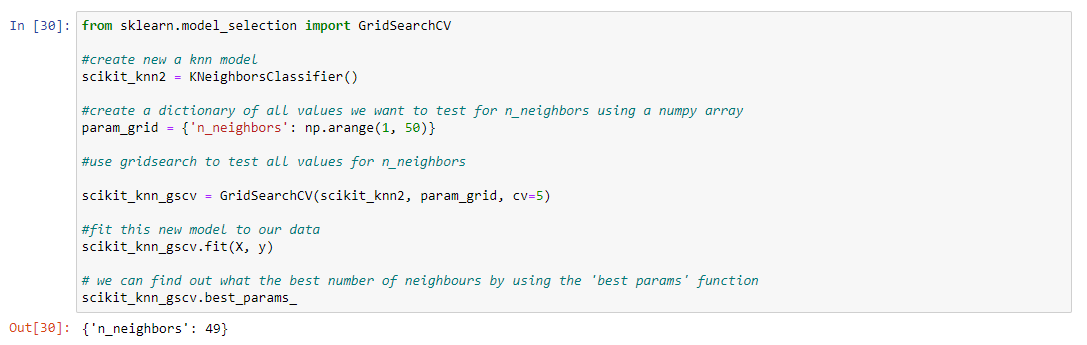 In [30]: from sklearn.model_selection import GridSearchCV
#create new a knn model
scikit_knn2 = KNeighborsClassifier()
#create a dictionary of all values we want to test for n_neighbors using a numpy array
param_grid = {'n_neighbors': np.arange(1, 50)}
#use gridsearch to test all values for n_neighbors
scikit_knn_gscv = GridSearchCV(scikit_knn2, param_grid, cv=5)
#fit this new model to our data
scikit_knn_gscv.fit(X, y)
# we can find out what the best number of neighbours by using the 'best params' function
scikit_knn_gscv.best_params_
Out[30]: {'n_neighbors': 49}